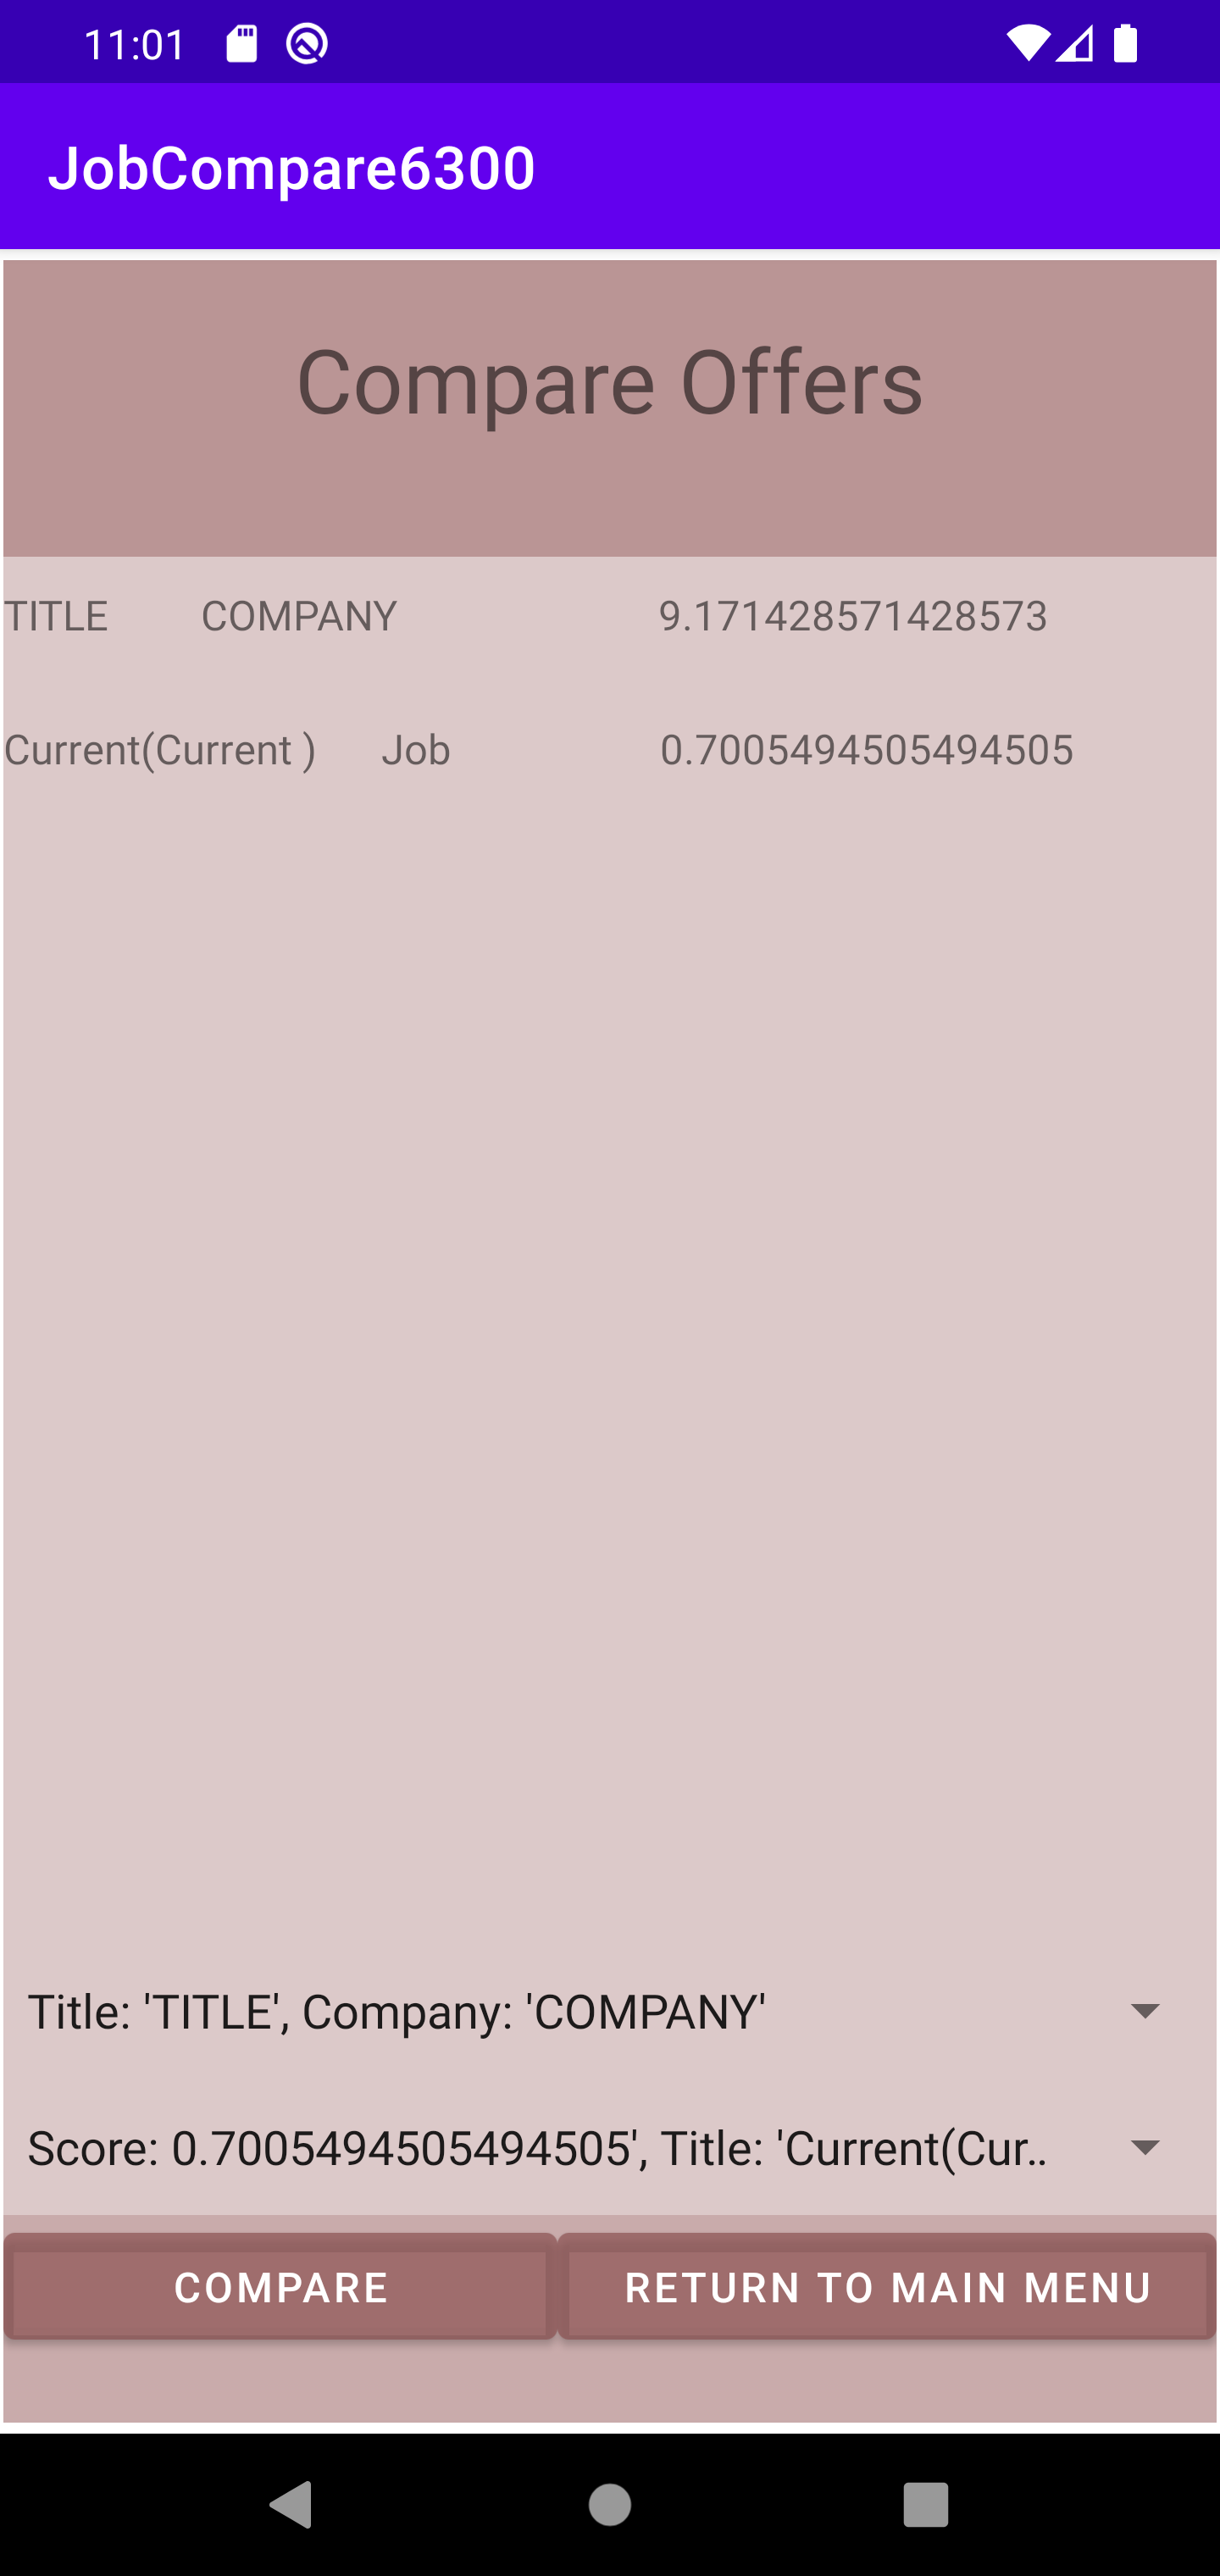 11:01
JobCompare6300
Compare Offers
TITLE COMPANY 9.171428571428573
Current(Current ) Job 0.7005494505494505
Title: 'TITLE', Company: 'COMPANY'
Score: 0.7005494505494505', Title: 'Current(Cur..
COMPARE RETURN TO MAIN MENU